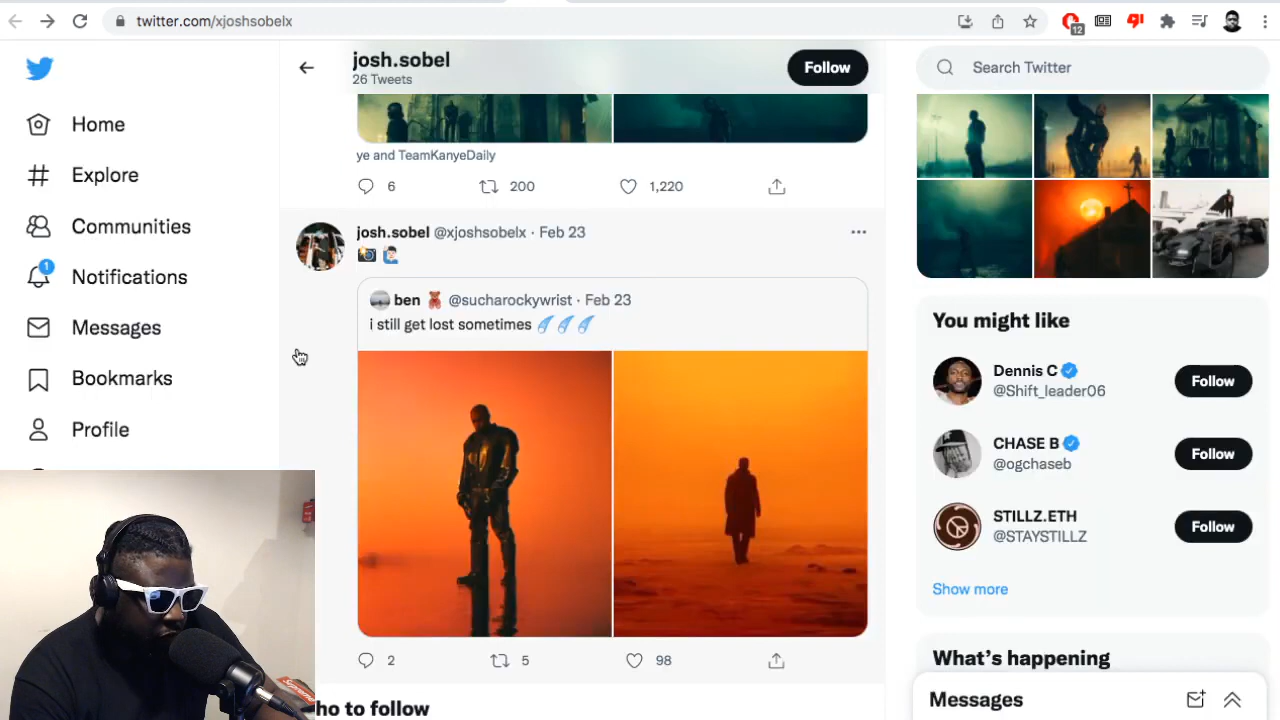 twitter.com/xjoshsobelx
12
josh.sobel
26 Tweets
Follow
Search Twitter
Home
Explore
Communities
1
Notifications
Messages
Bookmarks
Profile
ye and TeamKanyeDaily
6 200 1,220
josh.sobel @xjoshsobelx · Feb 23
ben @sucharockywrist · Feb 23
i still get lost sometimes
2 5 98
ho to follow
You might like
Dennis C
@Shift_leader06
Follow
CHASE B
@ogchaseb
Follow
STILLZ.ETH
@STAYSTILLZ
Follow
Show more
What's happening
Messages
Supreme